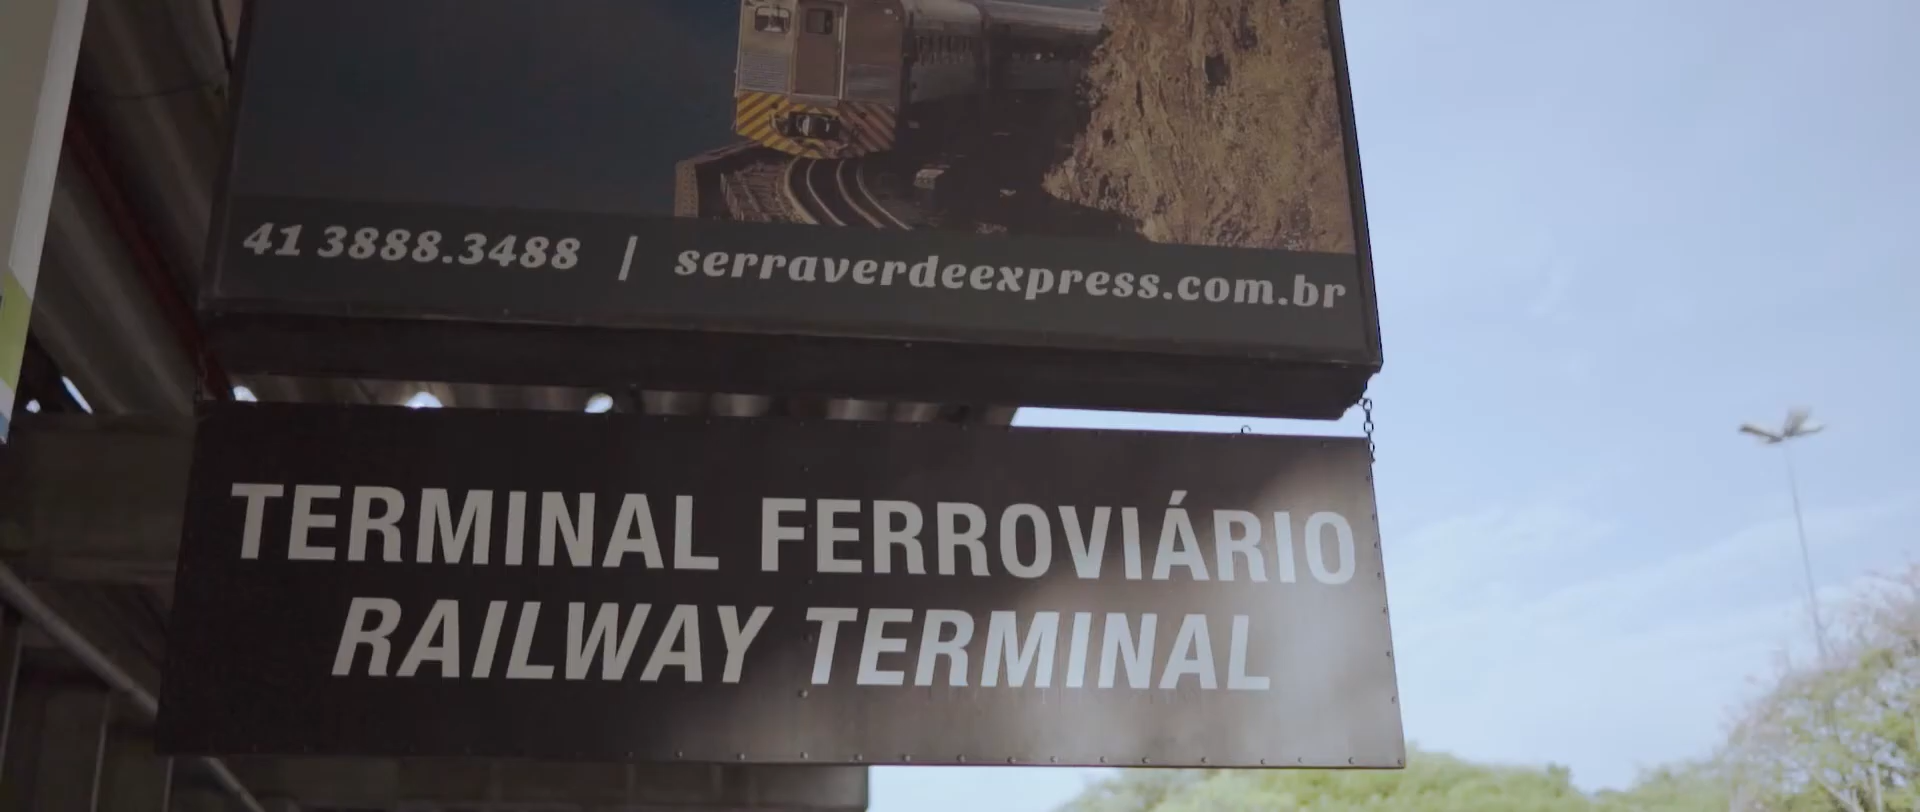 41 3888.3488 | serraverdeexpress.com.br
TERMINAL FERROVIÁRIO
RAILWAY TERMINAL